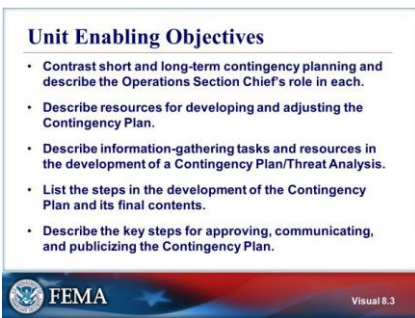 Unit Enabling Objectives
• Contrast short and long-term contingency planning and
describe the Operations Section Chief's role in each.
• Describe resources for developing and adjusting the
Contingency Plan.
• Describe information-gathering tasks and resources in
the development of a Contingency Plan/Threat Analysis.
• List the steps in the development of the Contingency
Plan and its final contents.
• Describe the key steps for approving, communicating,
and publicizing the Contingency Plan.
FEMA
Visual 8.3